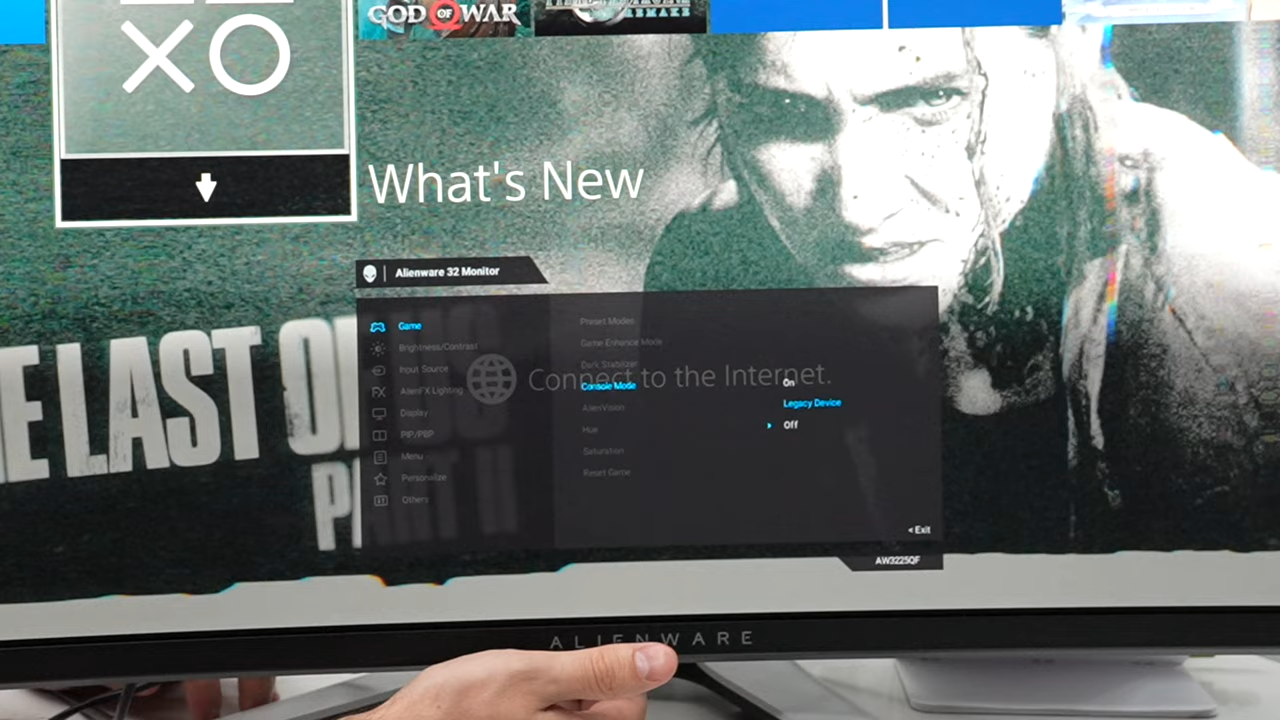 GOD OF WAR
REMAKE
What's New
Alienware 32 Monitor
Game
Brightness/Contrast
Input Source
AlienFX Lighting
Display
PIP/PBP
Menu
Personalize
Others
Preset Modes
Game Enhance Mode
Dark Stabilizer
Console Mode
AlienVision
Hue
Saturation
Reset Game
On
Legacy Device
Off
Connect to the Internet.
< Exit
AW3225QF
THE LAST OF US
PART II
ALIENWARE